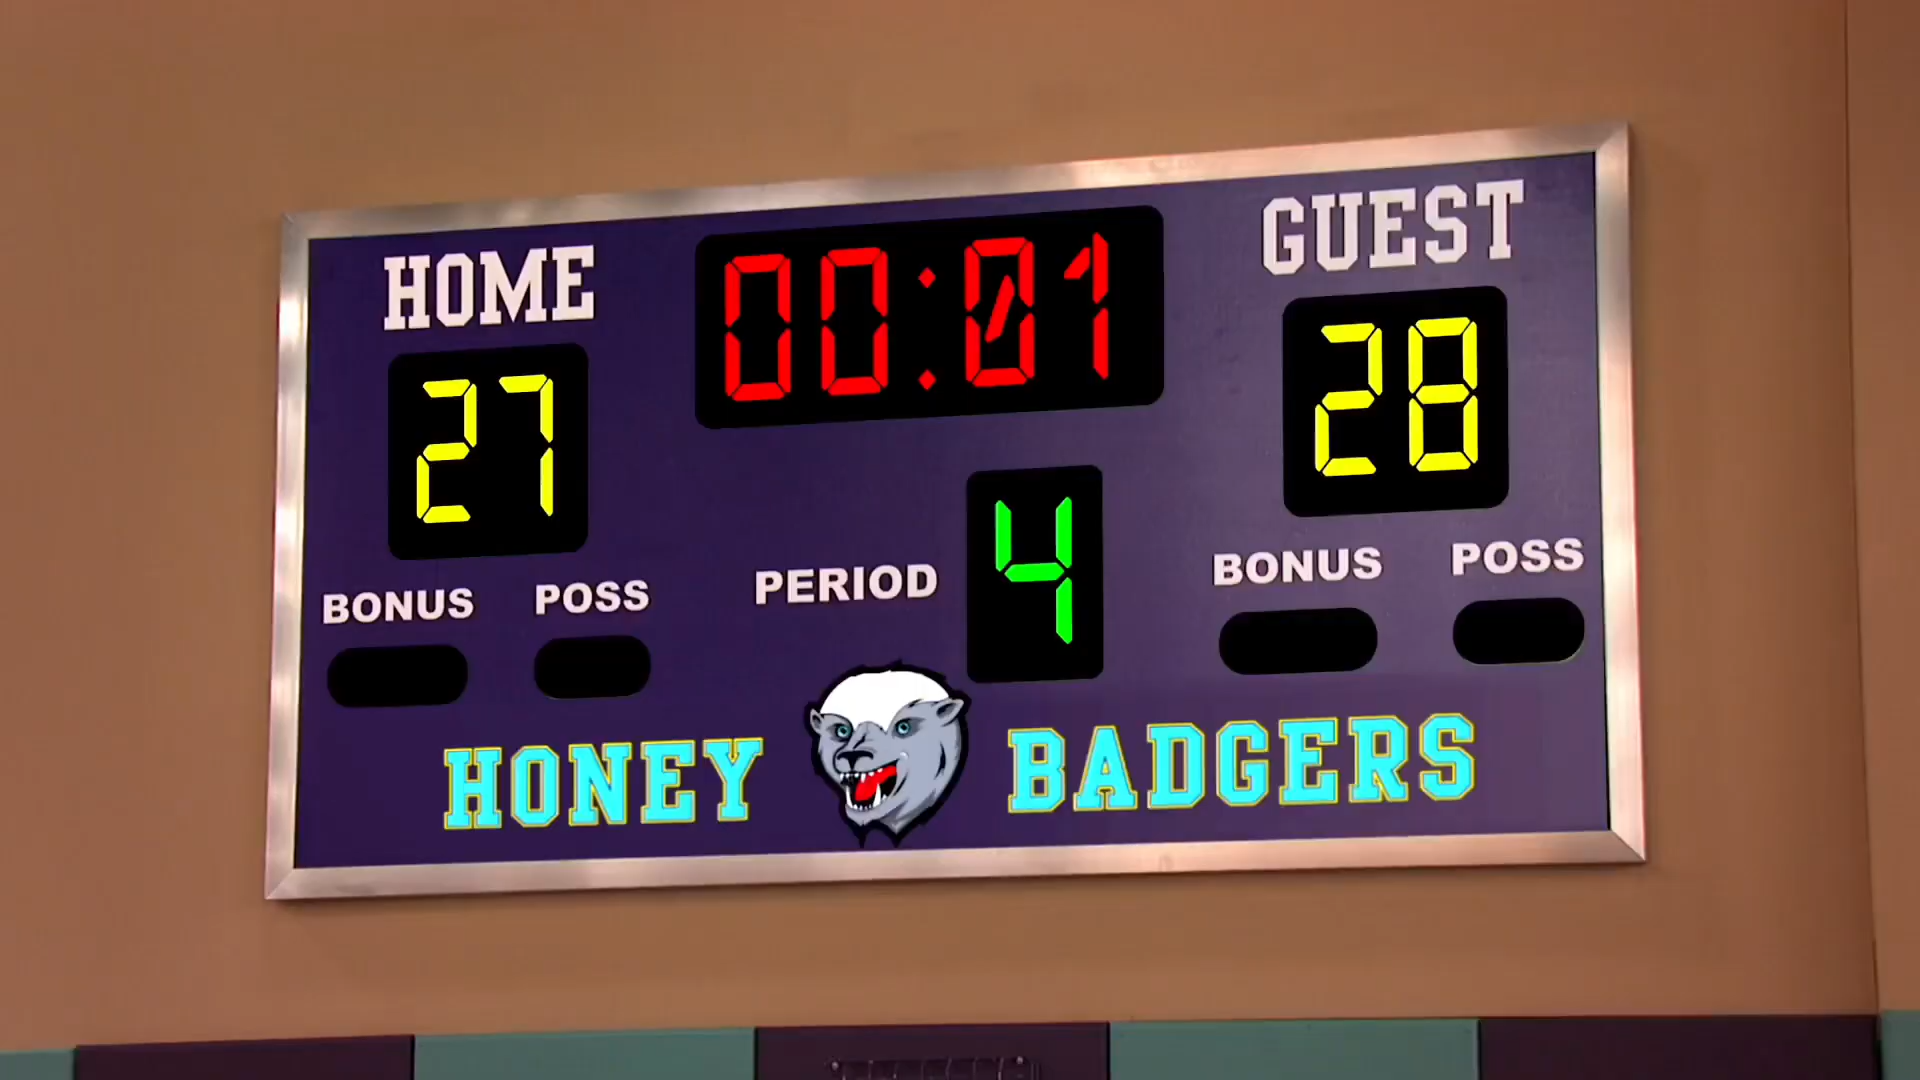 HOME
00:01
GUEST
27
28
PERIOD 4
BONUS POSS
BONUS POSS
HONEY BADGERS